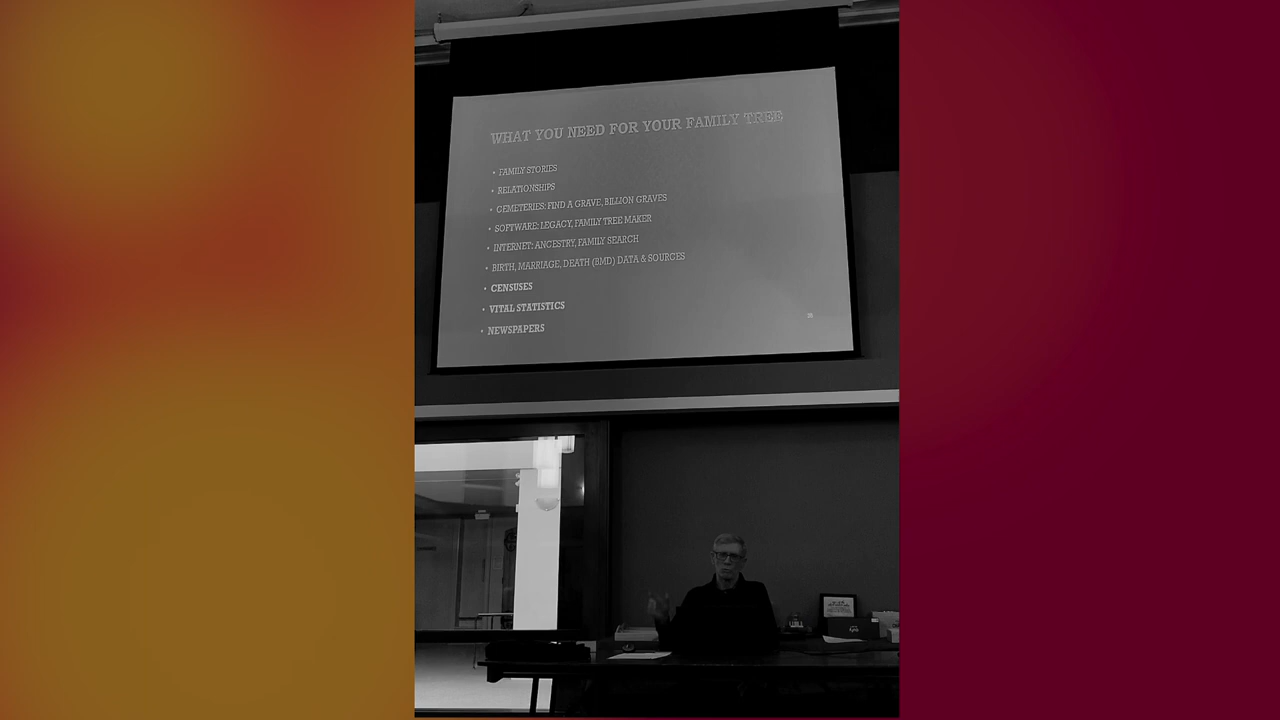 WHAT YOU NEED FOR YOUR FAMILY TREE
• FAMILY STORIES
• RELATIONSHIPS
• CEMETERIES: FIND A GRAVE, BILLION GRAVES
• SOFTWARE: LEGACY, FAMILY TREE MAKER
• INTERNET: ANCESTRY, FAMILY SEARCH
• BIRTH, MARRIAGE, DEATH (BMD) DATA & SOURCES
• CENSUSES
• VITAL STATISTICS
• NEWSPAPERS